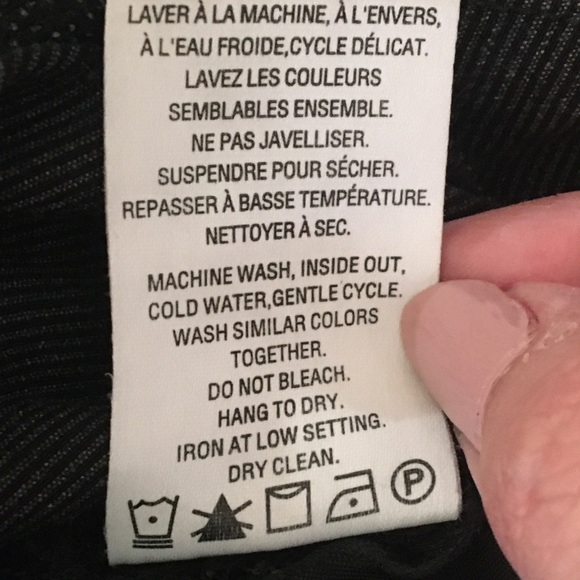 LAVER À LA MACHINE, À L'ENVERS,
À L'EAU FROIDE,CYCLE DÉLICAT.
LAVEZ LES COULEURS
SEMBLABLES ENSEMBLE.
NE PAS JAVELLISER.
SUSPENDRE POUR SÉCHER.
REPASSER À BASSE TEMPÉRATURE.
NETTOYER À SEC.
MACHINE WASH, INSIDE OUT,
COLD WATER,GENTLE CYCLE.
WASH SIMILAR COLORS
TOGETHER.
DO NOT BLEACH.
HANG TO DRY.
IRON AT LOW SETTING.
DRY CLEAN.
P